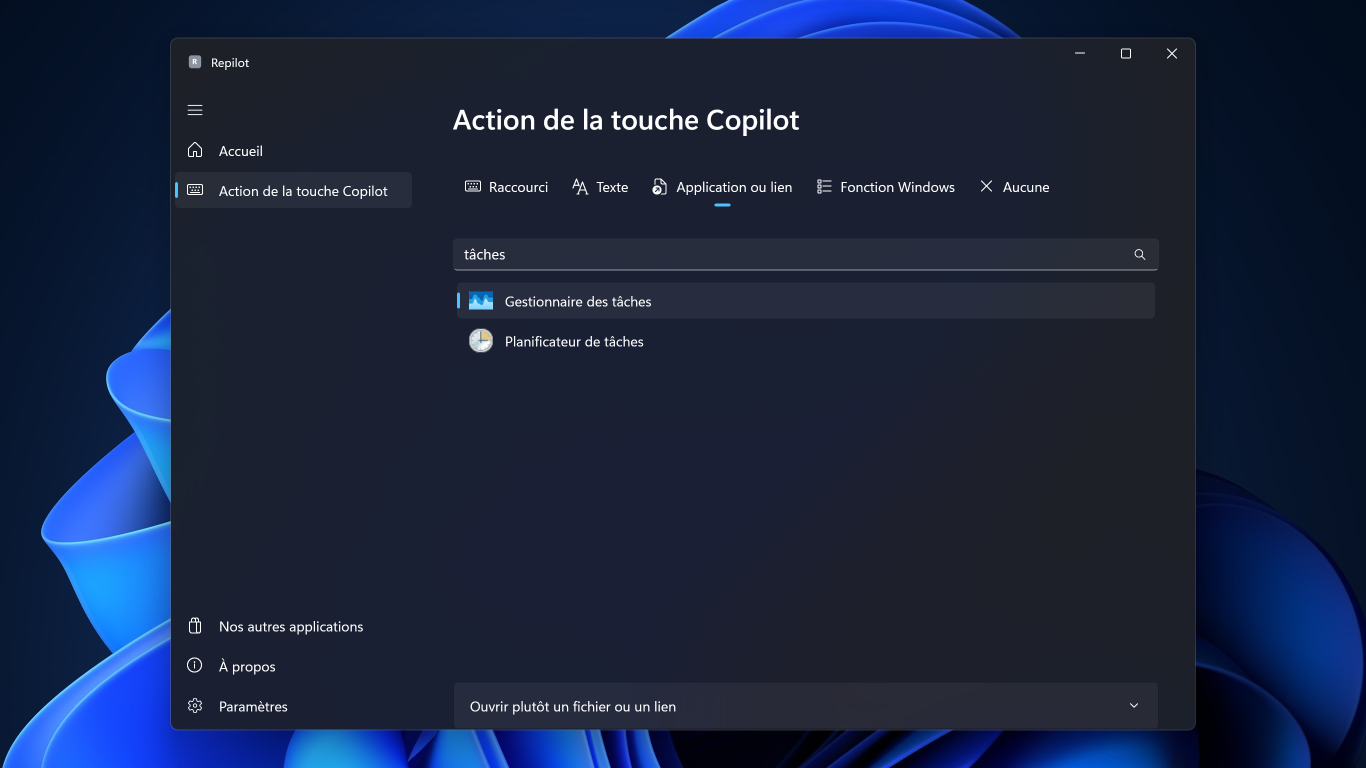 Repilot
Accueil
Action de la touche Copilot
Action de la touche Copilot
Raccourci
Texte
Application ou lien
Fonction Windows
Aucune
tâches
Gestionnaire des tâches
Planificateur de tâches
Nos autres applications
À propos
Paramètres
Ouvrir plutôt un fichier ou un lien